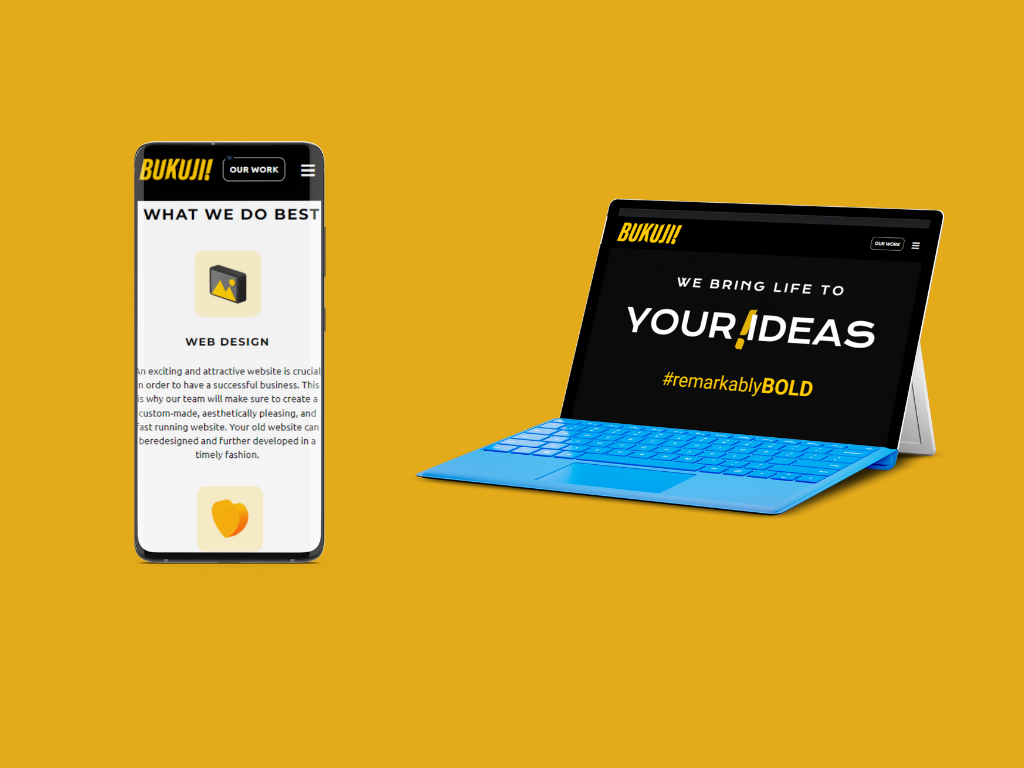 BUKUJI!
OUR WORK
WHAT WE DO BEST
WEB DESIGN
An exciting and attractive website is crucial
in order to have a successful business. This
is why our team will make sure to create a
custom-made, aesthetically pleasing, and
fast running website. Your old website can
beredesigned and further developed in a
timely fashion.
BUKUJI!
OUR WORK
WE BRING LIFE TO
YOUR!IDEAS
#remarkablyBOLD